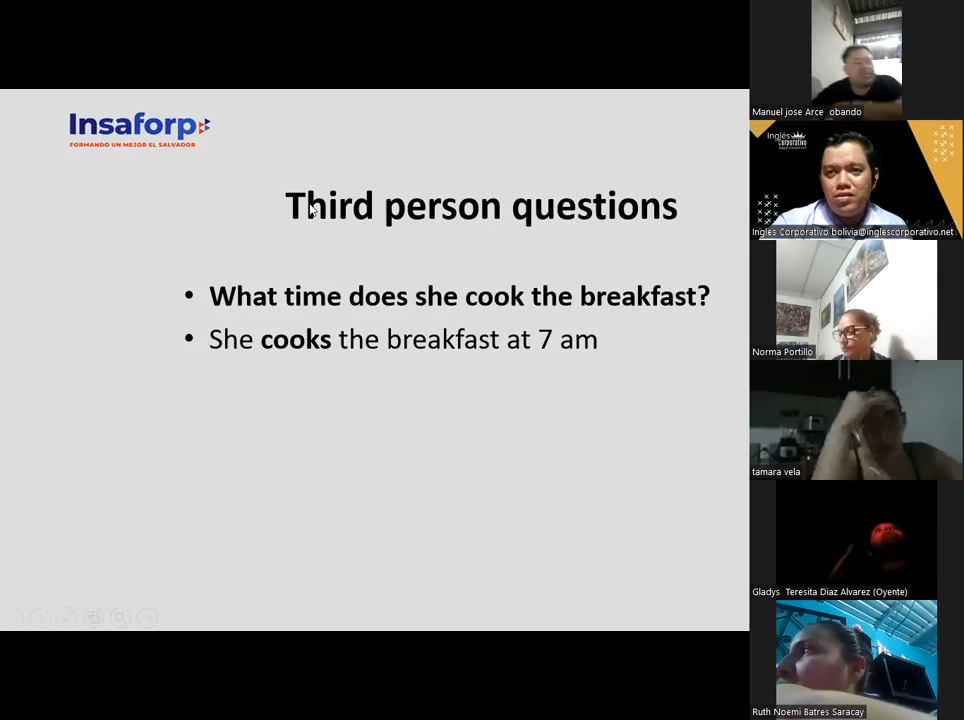 Insaforp
FORMANDO UN MEJOR EL SALVADOR
Third person questions
• What time does she cook the breakfast?
• She cooks the breakfast at 7 am
Manuel jose Arce obando
Inglés
Corporativo
Ingles Corporativo bolivia@inglescorporativo.net
Norma Portillo
tamara vela
Gladys Teresita Diaz Alvarez (Oyente)
Ruth Noemi Batres Saracay